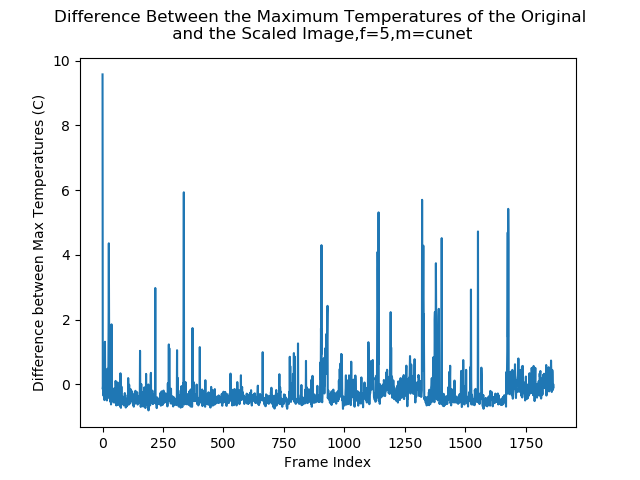 Difference Between the Maximum Temperatures of the Original
and the Scaled Image,f=5,m=cunet
10
8
6
4
2
0
Difference between Max Temperatures (C)
0 250 500 750 1000 1250 1500 1750
Frame Index